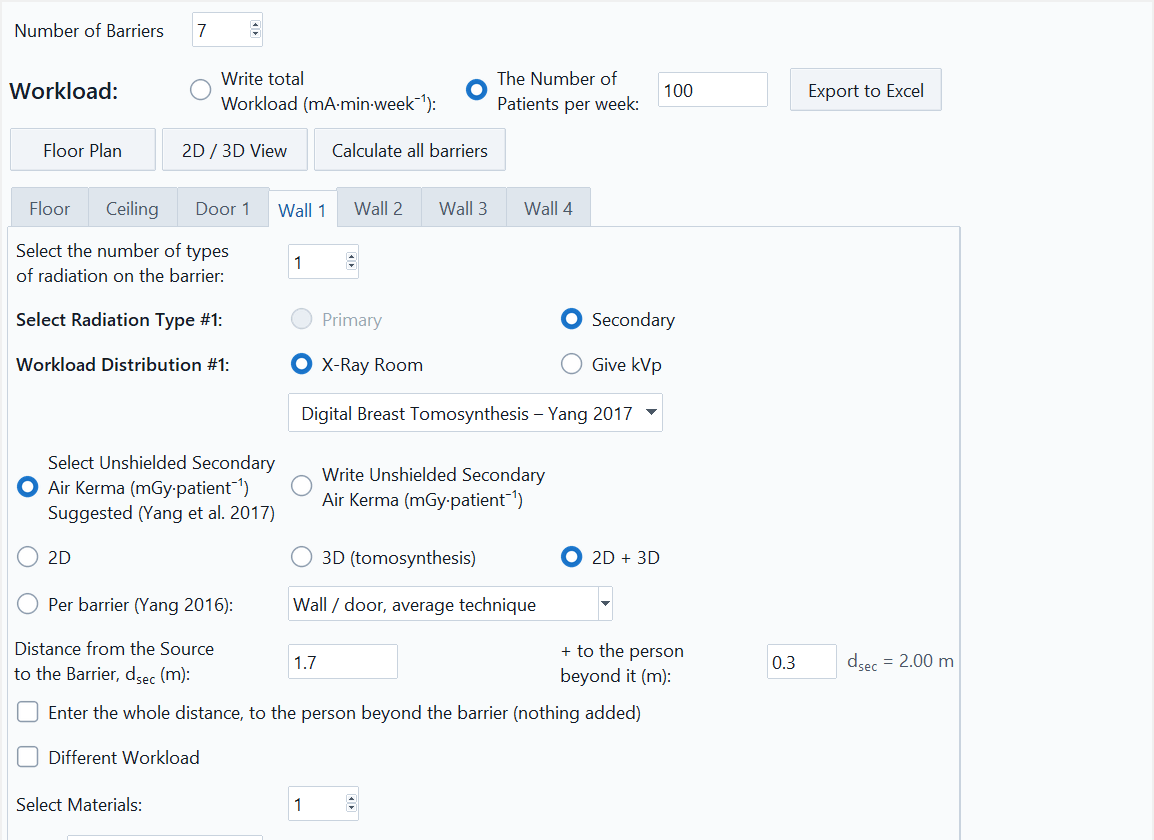 Number of Barriers 7
Workload: Write total Workload (mA·min·week⁻¹): The Number of Patients per week: 100 Export to Excel
Floor Plan 2D / 3D View Calculate all barriers
Floor Ceiling Door 1 Wall 1 Wall 2 Wall 3 Wall 4
Select the number of types
of radiation on the barrier: 1
Select Radiation Type #1: Primary Secondary
Workload Distribution #1: X-Ray Room Give kVp
Digital Breast Tomosynthesis – Yang 2017
Select Unshielded Secondary
Air Kerma (mGy·patient⁻¹)
Suggested (Yang et al. 2017)
Write Unshielded Secondary
Air Kerma (mGy·patient⁻¹)
2D 3D (tomosynthesis) 2D + 3D
Per barrier (Yang 2016): Wall / door, average technique
Distance from the Source
to the Barrier, dsec (m): 1.7
+ to the person
beyond it (m): 0.3 dsec = 2.00 m
Enter the whole distance, to the person beyond the barrier (nothing added)
Different Workload
Select Materials: 1